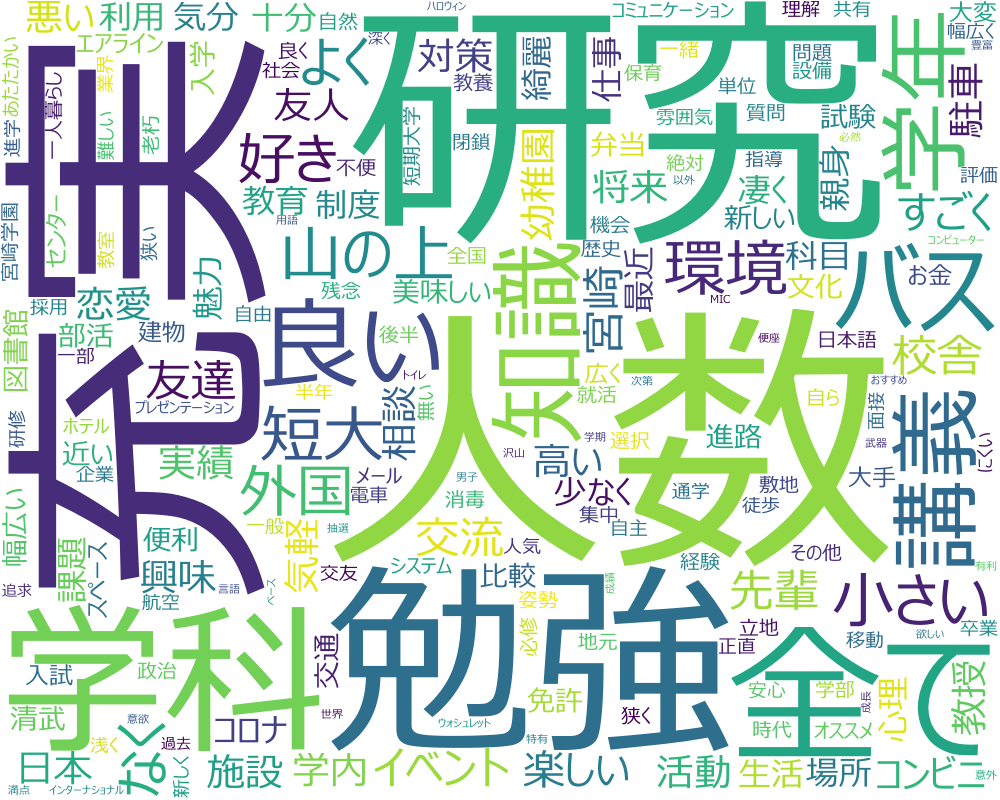 ハロウィン
悪い
利用
気分
十分
自然
深く
コミュニケーション
理解
共有
大変
幅広く
豊富
あたたかい
エアライン
業界
一人暮らし
入学
良く
社会
よく
対策
教養
綺麗
仕事
一緒
保育
問題
設備
学年
駐車
進学
難しい
老朽
友人
短期大学
閉鎖
雰囲気
単位
質問
試験
必然
充実
研究
好き
不便
弁当
絶対
指導
親身
評価
宮崎学園
センター
教室
狭い
教育
制度
用語
幼稚園
将来
以外
凄く
新しい
すごく
機会
採用
恋愛
魅力
自由
山の上
残念
全国
美味しい
知識
歴史
宮崎
最近
環境
MIC
科目
文化
コンピューター
お金
バス
図書館
部活
一部
建物
良い
後半
人数
便座
日本語
校舎
友達
トイレ
半年
無い
広く
就活
次第
おすすめ
自ら
面接
プレゼンテーション
研修
ホテル
近い
企業
実績
短大
相談
学期
沢山
選択
進路
武器
にくい
講義
外国
メール
電車
男子
消毒
高い
少なく
集中
通学
自主
敷地
徒歩
大手
幅広い
課題
スペース
便利
一般
抽選
気軽
交流
人気
経験
その他
有利
追求
興味
航空
言語
交友
ペース
システム
比較
姿勢
成績
先輩
小さい
学科
勉強
必修
地元
立地
正直
移動
欲しい
卒業
全て
入試
政治
交通
清武
意欲
なく
コロナ
世界
ウォシュレット
免許
狭く
安心
学部
成長
心理
教授
浅く
過去
特有
時代
オススメ
日本
新しく
施設
学内
イベント
楽しい
活動
生活
場所
コンビニ
意外
満点
インターナショナル